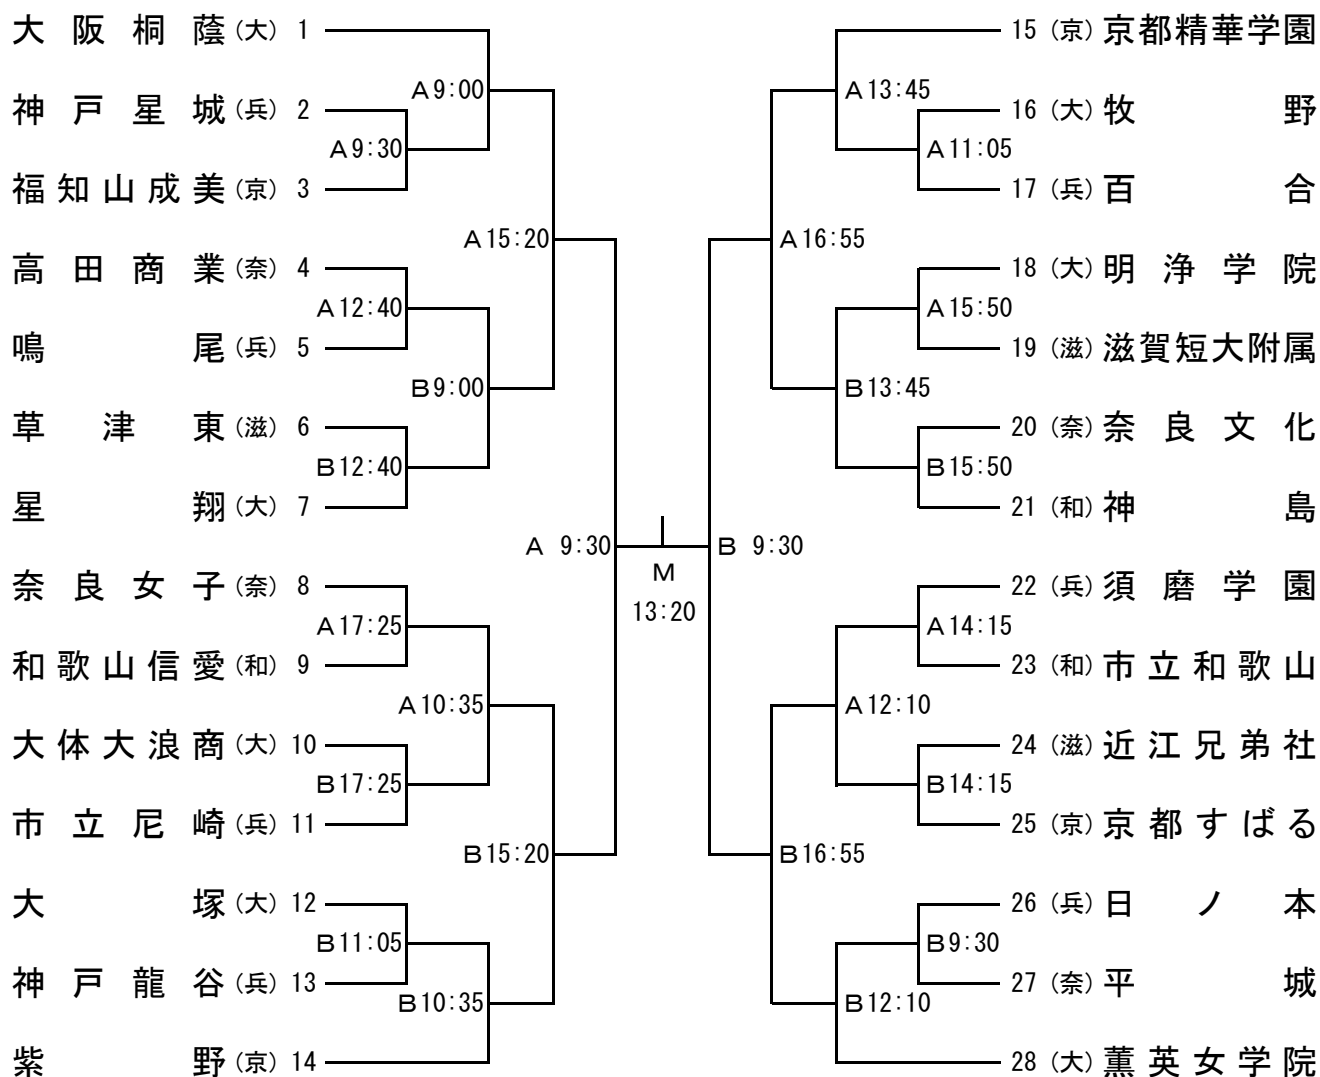 大阪桐蔭 (大) 1
A9:00
神戸星城 (兵) 2
A9:30
福知山成美 (京) 3
A15:20
高田商業 (奈) 4
A12:40
鳴尾 (兵) 5
B9:00
草津東 (滋) 6
B12:40
星翔 (大) 7
A 9:30
奈良女子 (奈) 8
A17:25
和歌山信愛 (和) 9
A10:35
大体大浪商 (大) 10
B17:25
市立尼崎 (兵) 11
B15:20
大塚 (大) 12
B11:05
神戸龍谷 (兵) 13
B10:35
紫野 (京) 14
M
13:20
15 (京) 京都精華学園
A13:45
16 (大) 牧野
A11:05
17 (兵) 百合
A16:55
18 (大) 明浄学院
A15:50
19 (滋) 滋賀短大附属
B13:45
20 (奈) 奈良文化
B15:50
21 (和) 神島
B 9:30
22 (兵) 須磨学園
A14:15
23 (和) 市立和歌山
A12:10
24 (滋) 近江兄弟社
B14:15
25 (京) 京都すばる
B16:55
26 (兵) 日ノ本
B9:30
27 (奈) 平城
B12:10
28 (大) 薫英女学院